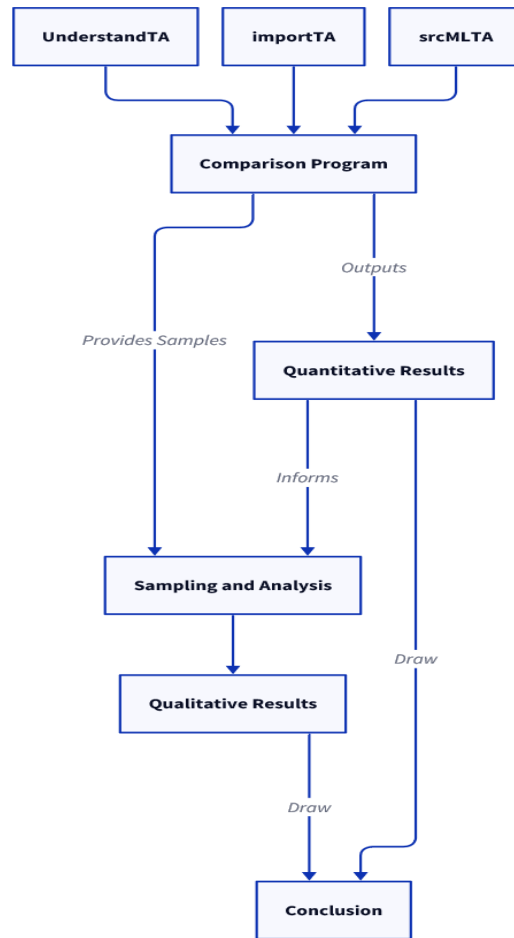 UnderstandTA
importTA
srcMLTA
Comparison Program
Outputs
Provides Samples
Quantitative Results
Informs
Sampling and Analysis
Draw
Qualitative Results
Draw
Conclusion